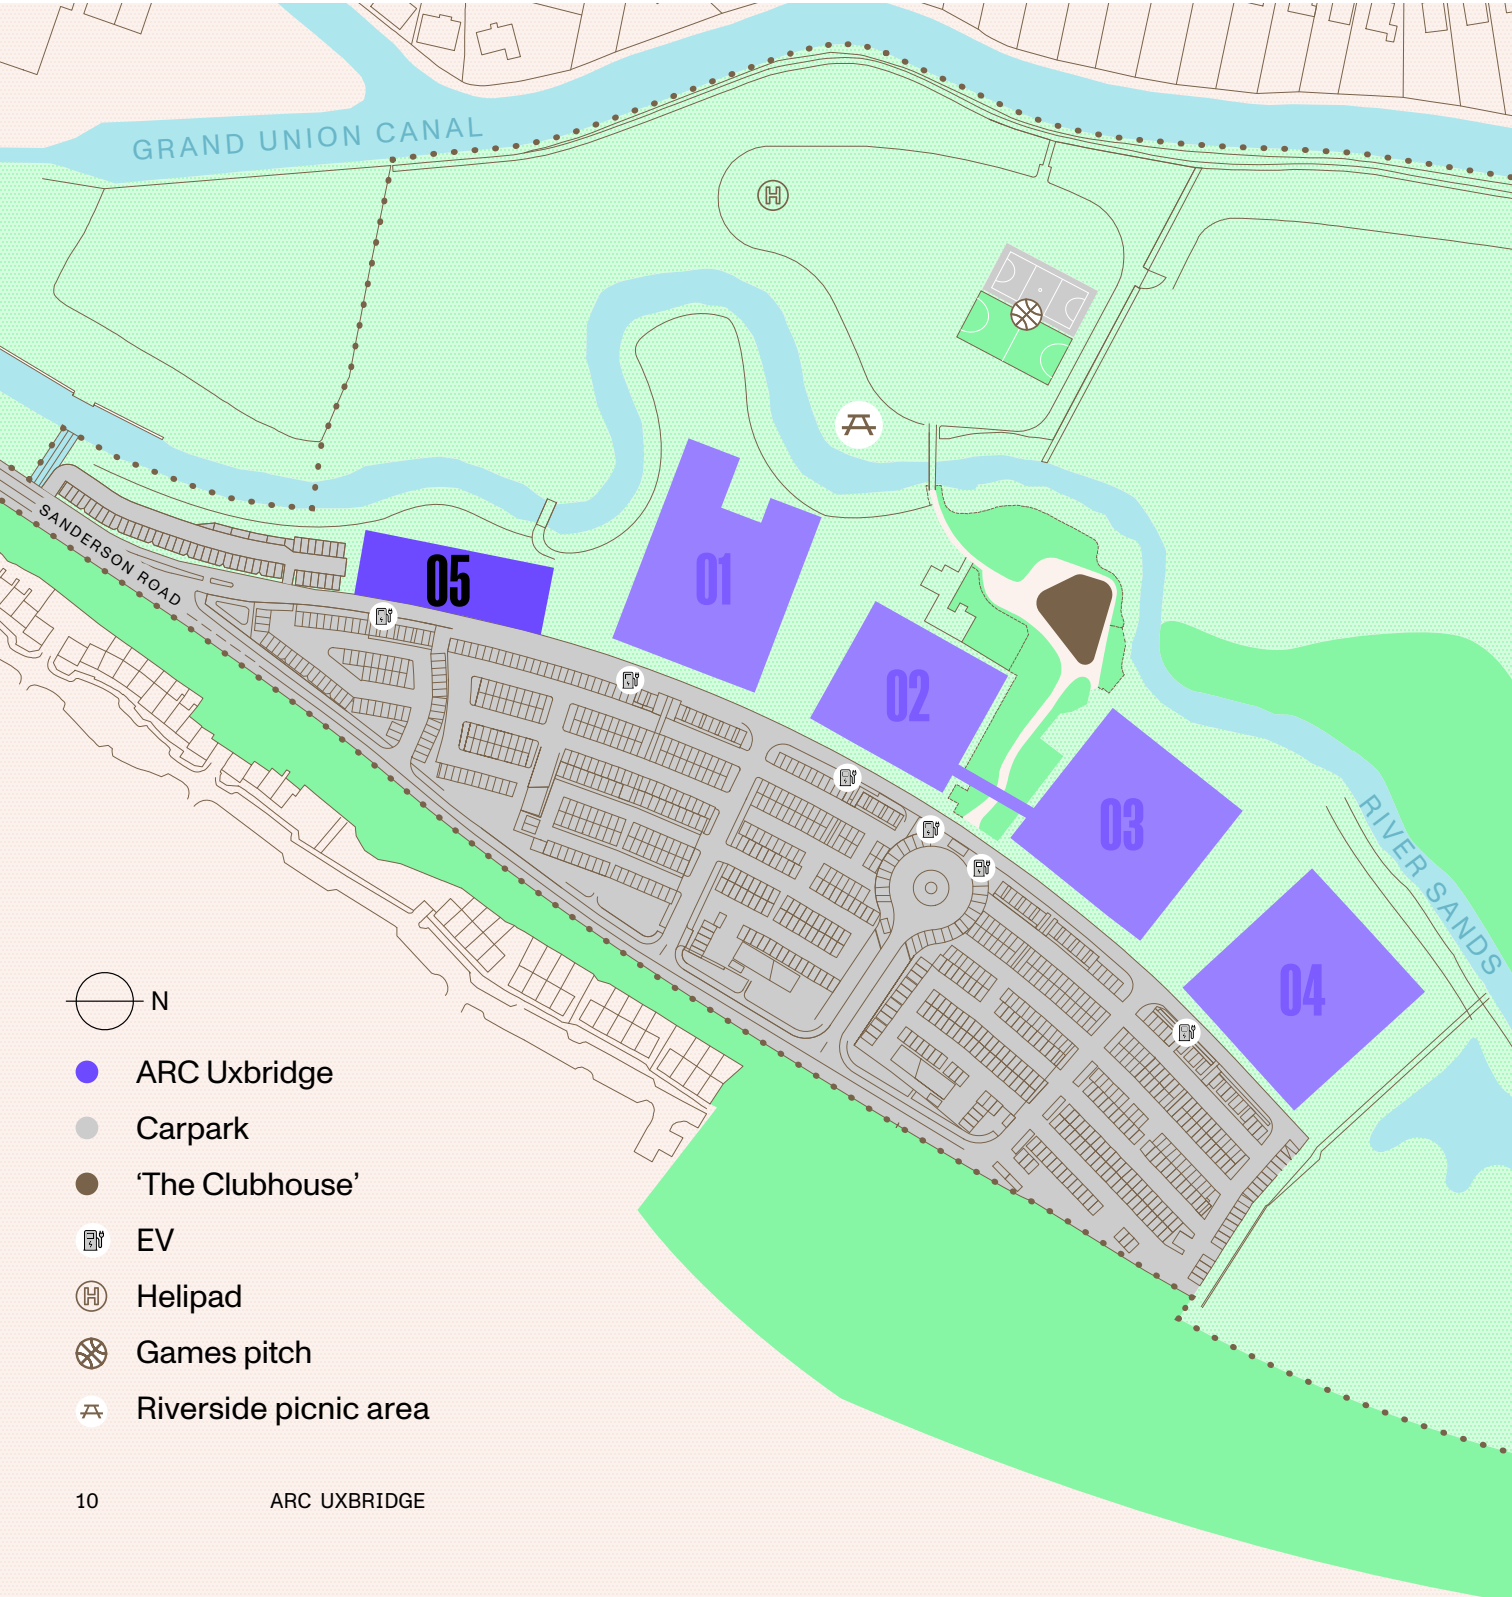 GRAND UNION CANAL
H
SANDERSON ROAD
05
01
02
03
04
RIVER SANDS
N
ARC Uxbridge
Carpark
‘The Clubhouse’
EV
H Helipad
Games pitch
Riverside picnic area
10 ARC UXBRIDGE